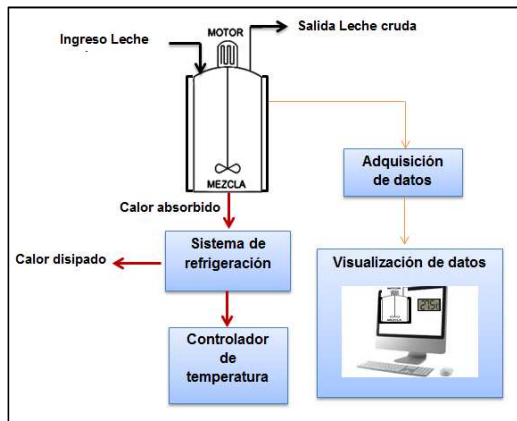 Ingreso Leche
MOTOR
Salida Leche cruda
MEZCLA
Adquisición
de datos
Calor absorbido
Sistema de
refrigeración
Calor disipado
Visualización de datos
MEZCLA
Controlador
de
temperatura